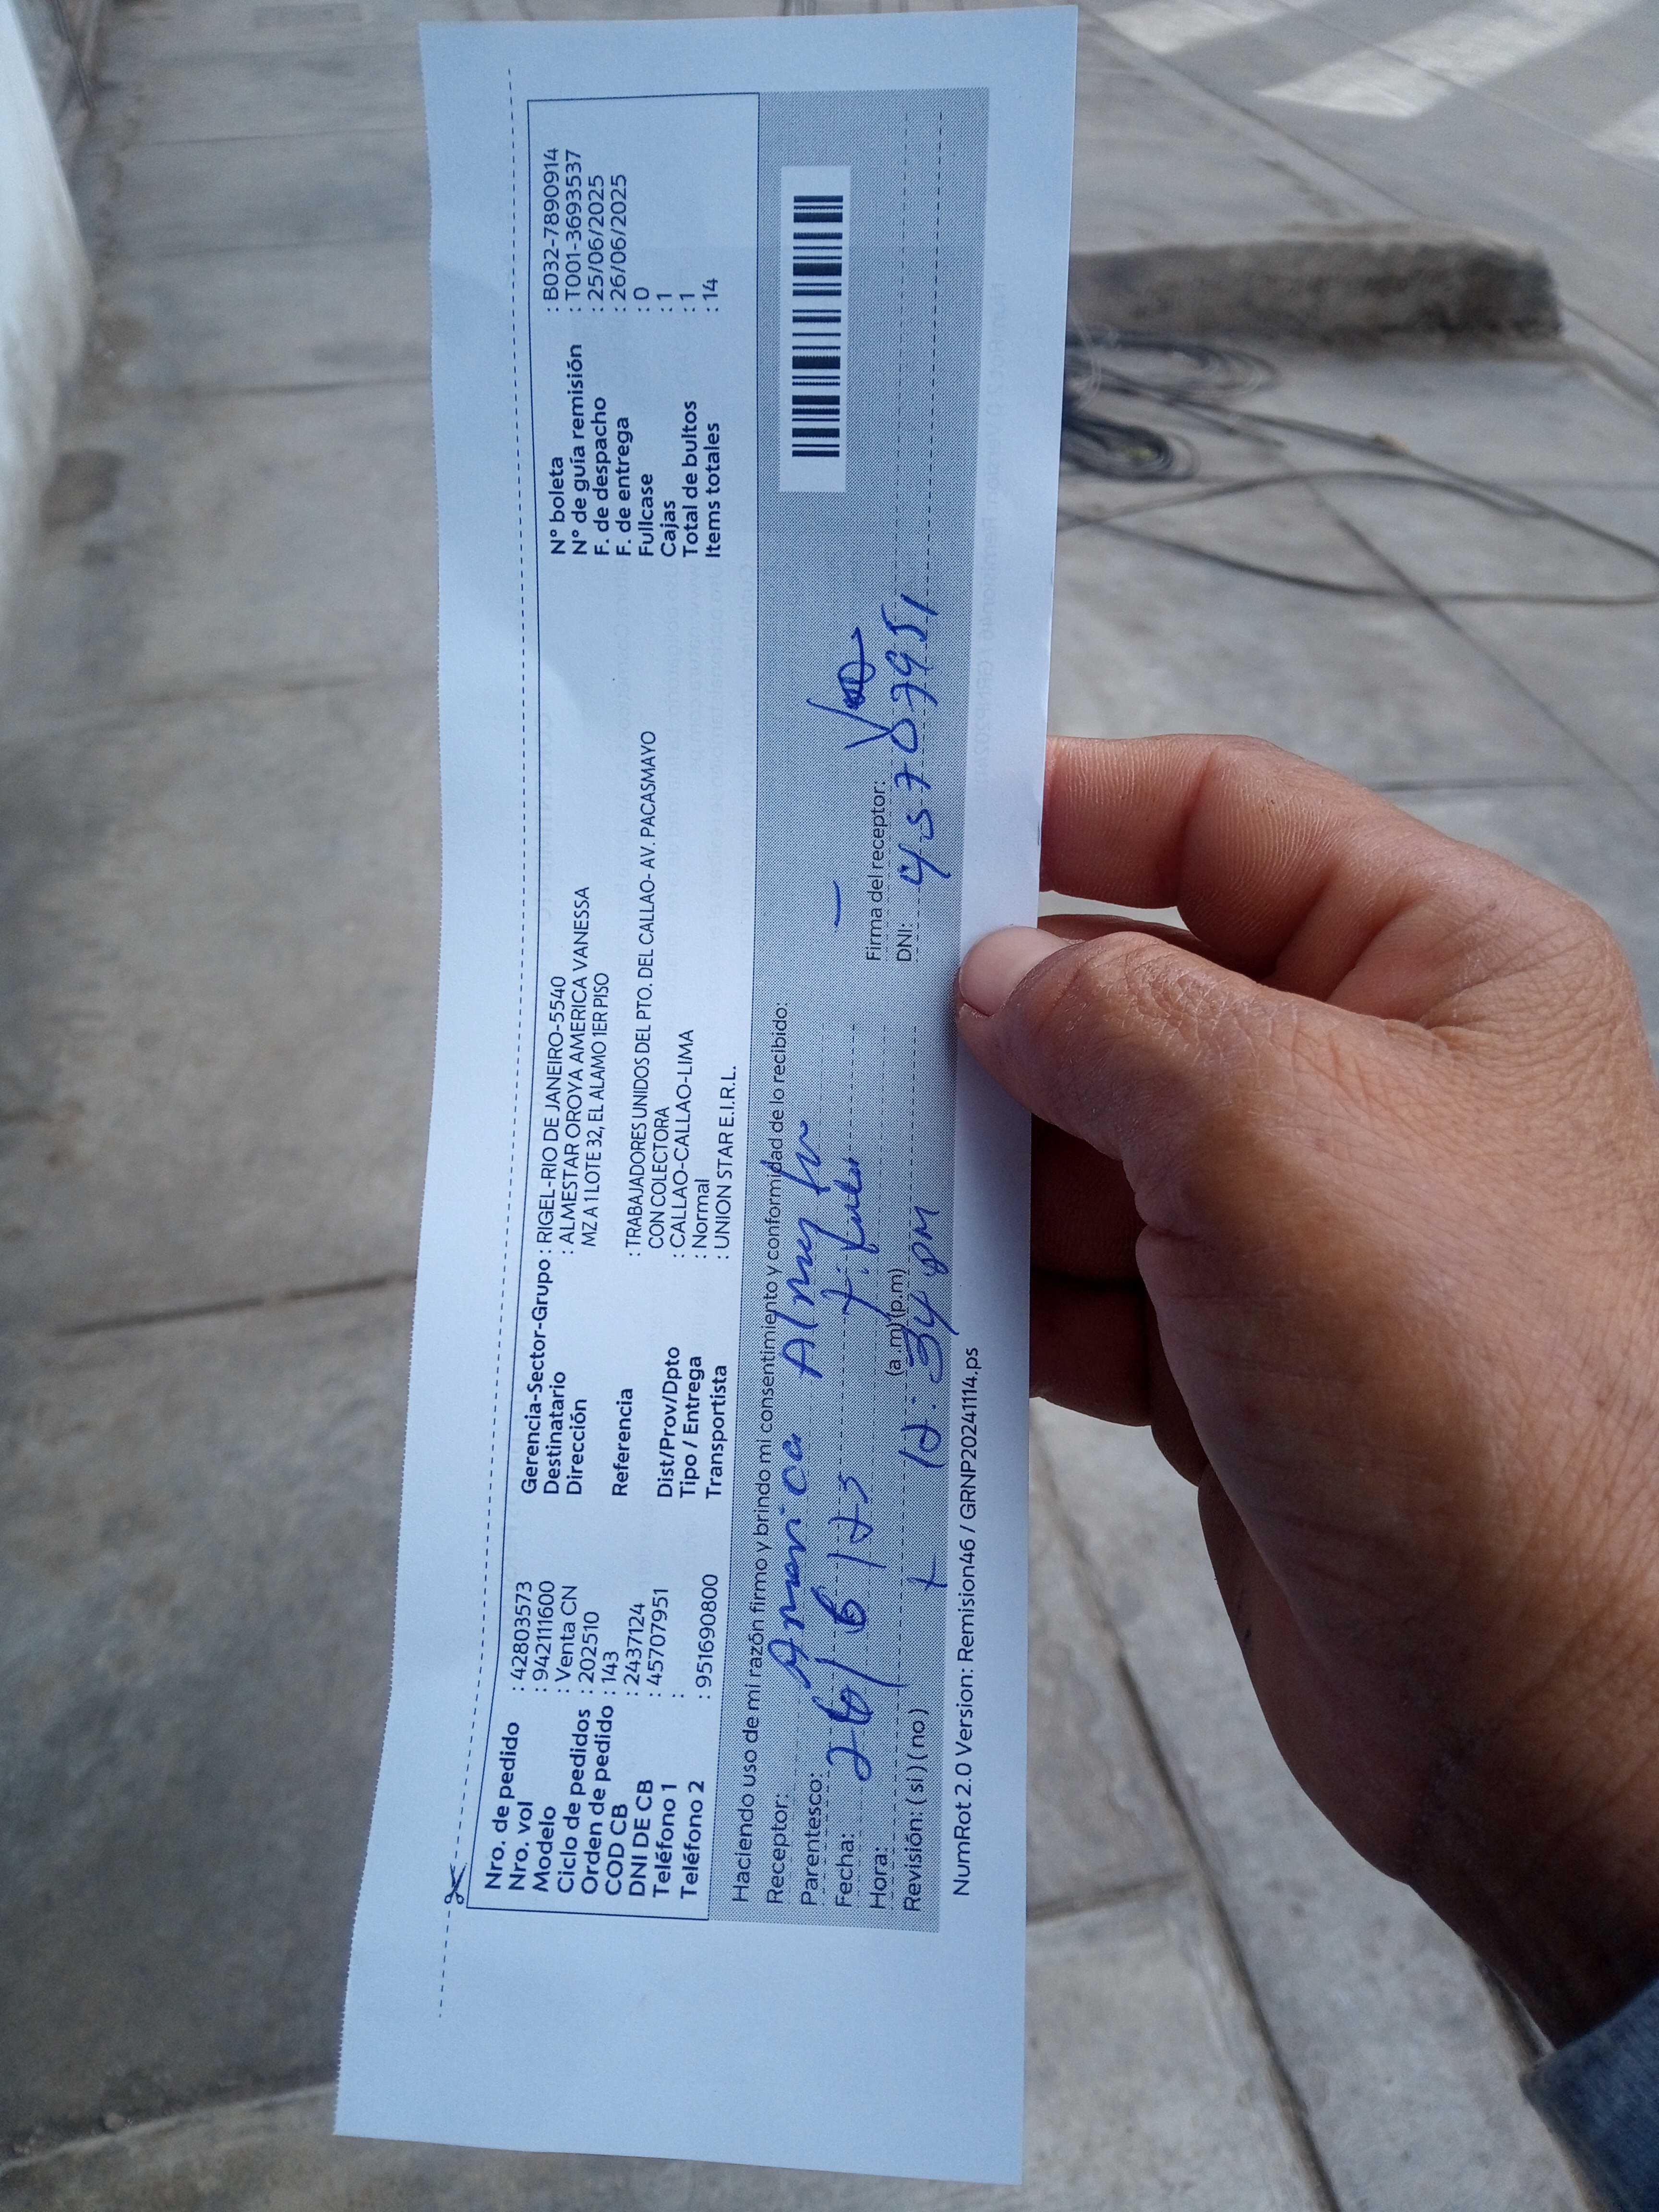 Nro. de pedido : 42803573
Nro. vol : 942111600
Modelo : Venta CN
Ciclo de pedidos : 202510
Orden de pedido : 143
COD CB : 2437124
DNI DE CB : 45707951
Teléfono 1 :
Teléfono 2 : 951690800
Gerencia-Sector-Grupo : RIGEL-RIO DE JANEIRO-5540
Destinatario : ALMESTAR OROYA AMERICA VANESSA
Dirección MZ A 1 LOTE 32, EL ALAMO 1ER PISO
Referencia : TRABAJADORES UNIDOS DEL PTO. DEL CALLAO- AV. PACASMAYO
CON COLECTORA
Dist/Prov/Dpto : CALLAO-CALLAO-LIMA
Tipo / Entrega : Normal
Transportista : UNION STAR E.I.R.L.
N° boleta : B032-7890914
N° de guía remisión : T001-3693537
F. de despacho : 25/06/2025
F. de entrega : 26/06/2025
Fullcase : 0
Cajas : 1
Total de bultos : 1
Items totales : 14
Haciendo uso de mi razón firmo y brindo mi consentimiento y conformidad de lo recibido:
Receptor: America
Parentesco: titular
Fecha: 26/6/25
Hora: 12:34 PM (a.m) (p.m)
Revisión: ( si ) ( no )
Firma del receptor:
DNI: 45707951
NumRot 2.0 Version: Remision46 / GRNP20241114.ps